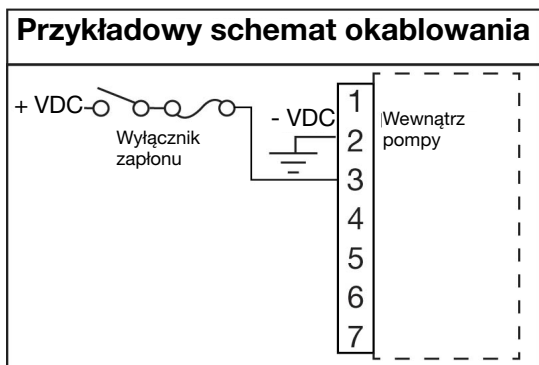 Przykładowy schemat okablowania
+ VDC
- VDC
Wyłącznik
zapłonu
Wewnątrz
pompy
1
2
3
4
5
6
7